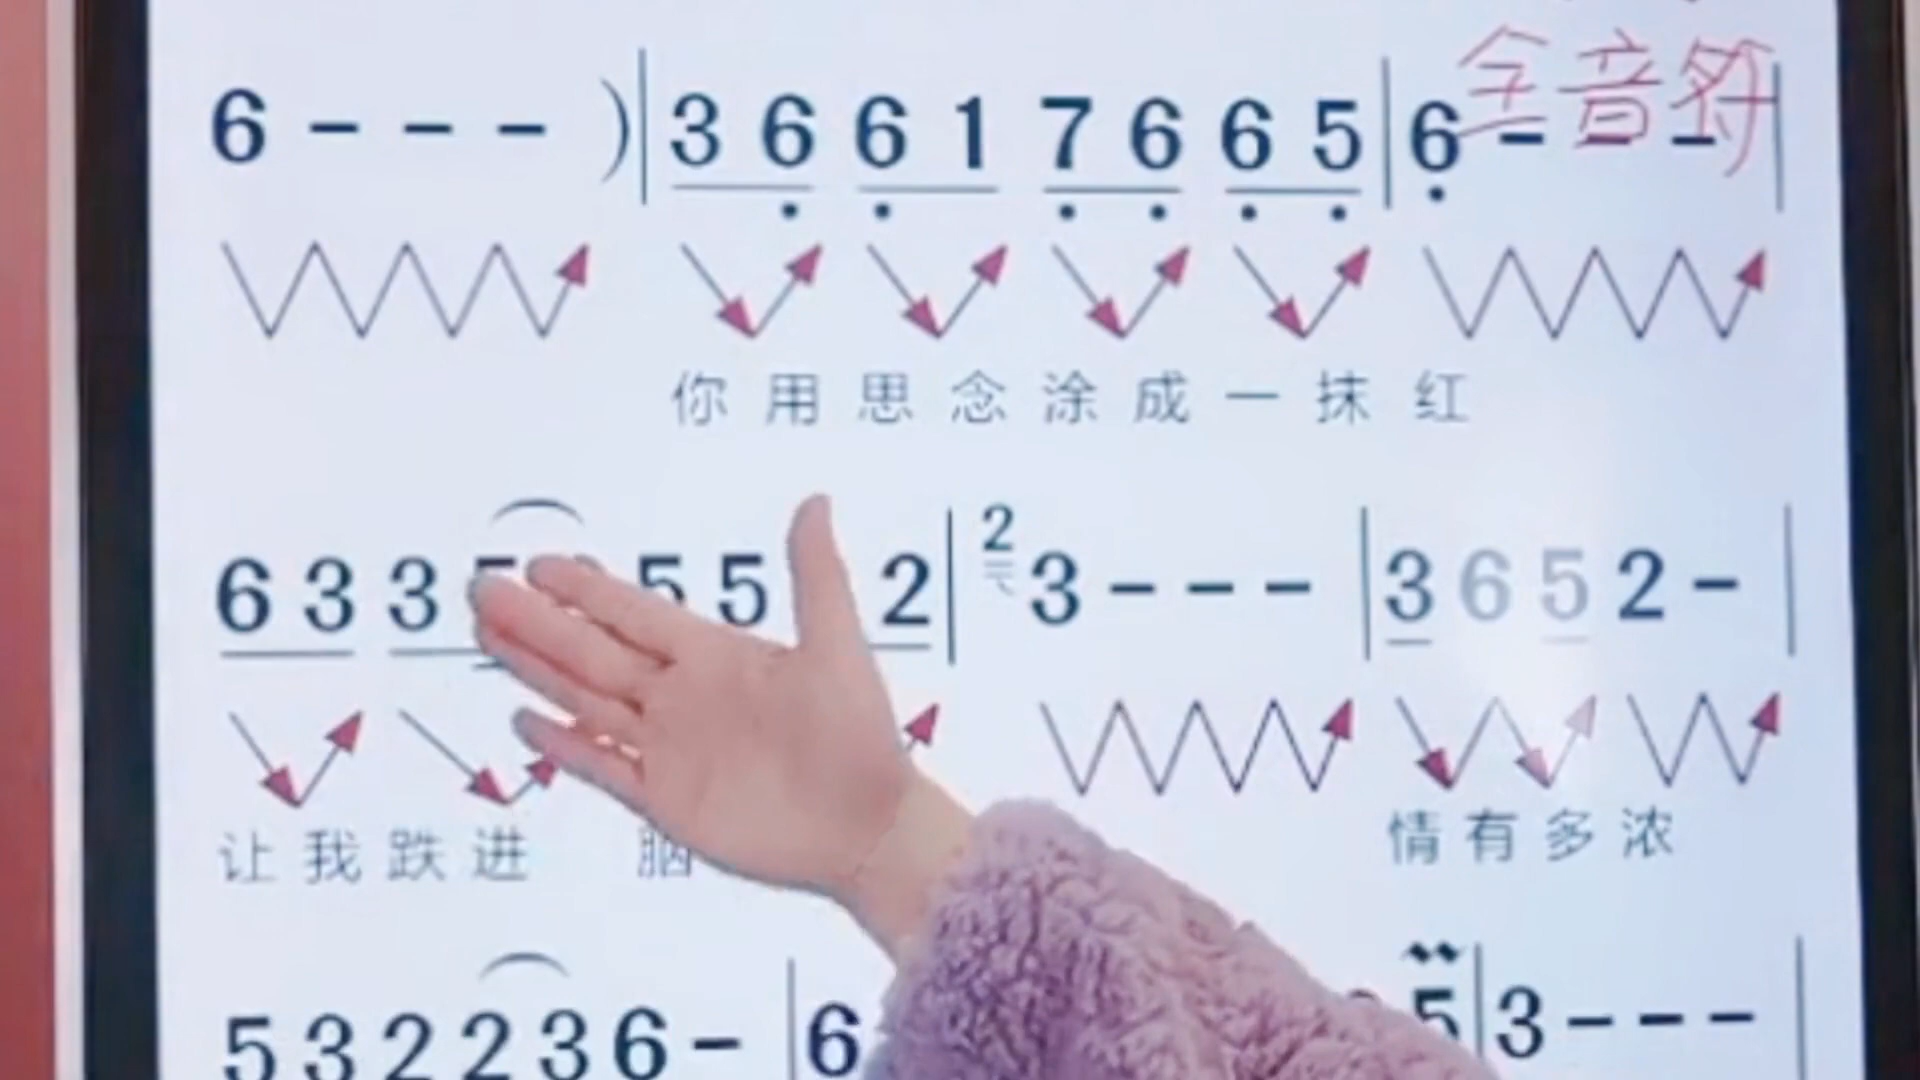 全音符
6 - - - ) | 3 6 6 1 7 6 6 5 | 6 - - - |
你用思念涂成一抹红
6 3 3 5 5 5 2 | 2 3 - - - | 3 6 5 2 - |
让我跌进 脑 情有多浓
5 3 2 2 3 6 - | 6 5 | 3 - - - |